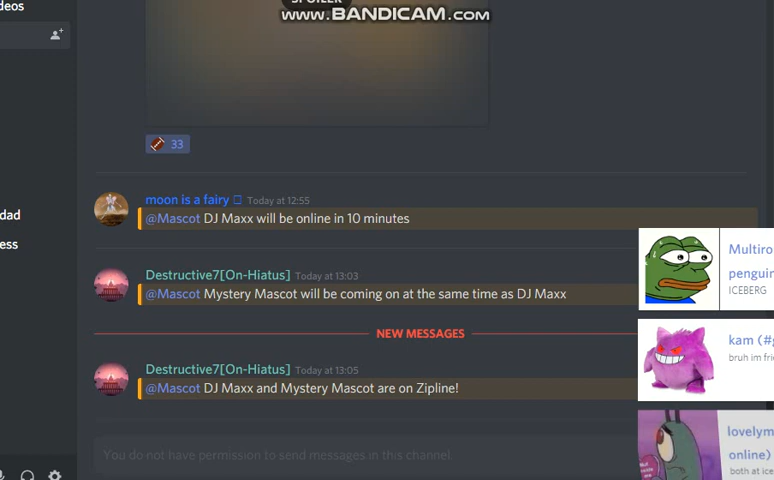 deos
SPOILER
www.BANDICAM.com
33
moon is a fairy Today at 12:55
@Mascot DJ Maxx will be online in 10 minutes
dad
ess
Destructive7[On-Hiatus] Today at 13:03
@Mascot Mystery Mascot will be coming on at the same time as DJ Maxx
NEW MESSAGES
Destructive7[On-Hiatus] Today at 13:05
@Mascot DJ Maxx and Mystery Mascot are on Zipline!
You do not have permission to send messages in this channel.
Multiro
penguin
ICEBERG
kam (#g
bruh im frie
lovelym
online)
both at ice